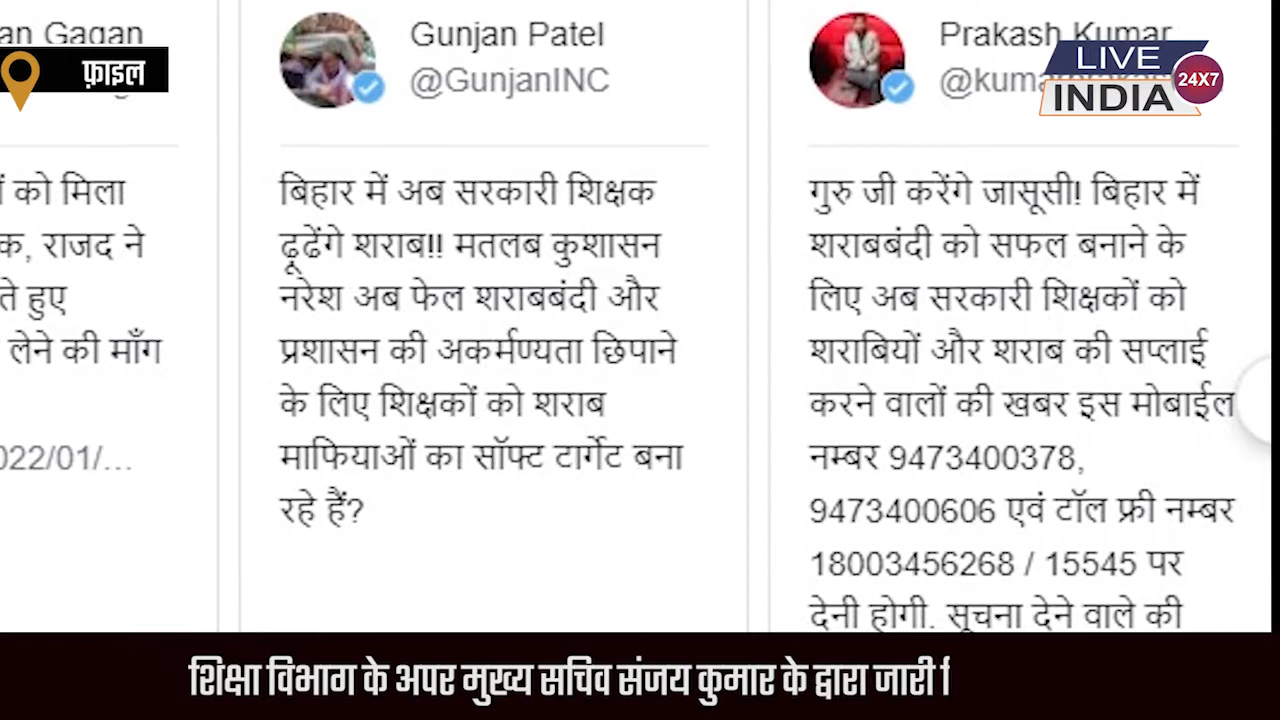 an Gagan
फ़ाइल
ं को मिला
क, राजद ने
ते हुए
लेने की माँग
022/01/...
Gunjan Patel
@GunjanINC
बिहार में अब सरकारी शिक्षक
ढ़ूढेंगे शराब!! मतलब कुशासन
नरेश अब फेल शराबबंदी और
प्रशासन की अकर्मण्यता छिपाने
के लिए शिक्षकों को शराब
माफियाओं का सॉफ्ट टार्गेट बना
रहे हैं?
Prakash Kumar
LIVE
INDIA
24X7
गुरु जी करेंगे जासूसी! बिहार में
शराबबंदी को सफल बनाने के
लिए अब सरकारी शिक्षकों को
शराबियों और शराब की सप्लाई
करने वालों की खबर इस मोबाईल
नम्बर 9473400378,
9473400606 एवं टॉल फ्री नम्बर
18003456268 / 15545 पर
देनी होगी. सूचना देने वाले की
शिक्षा विभाग के अपर मुख्य सचिव संजय कुमार के द्वारा जारी